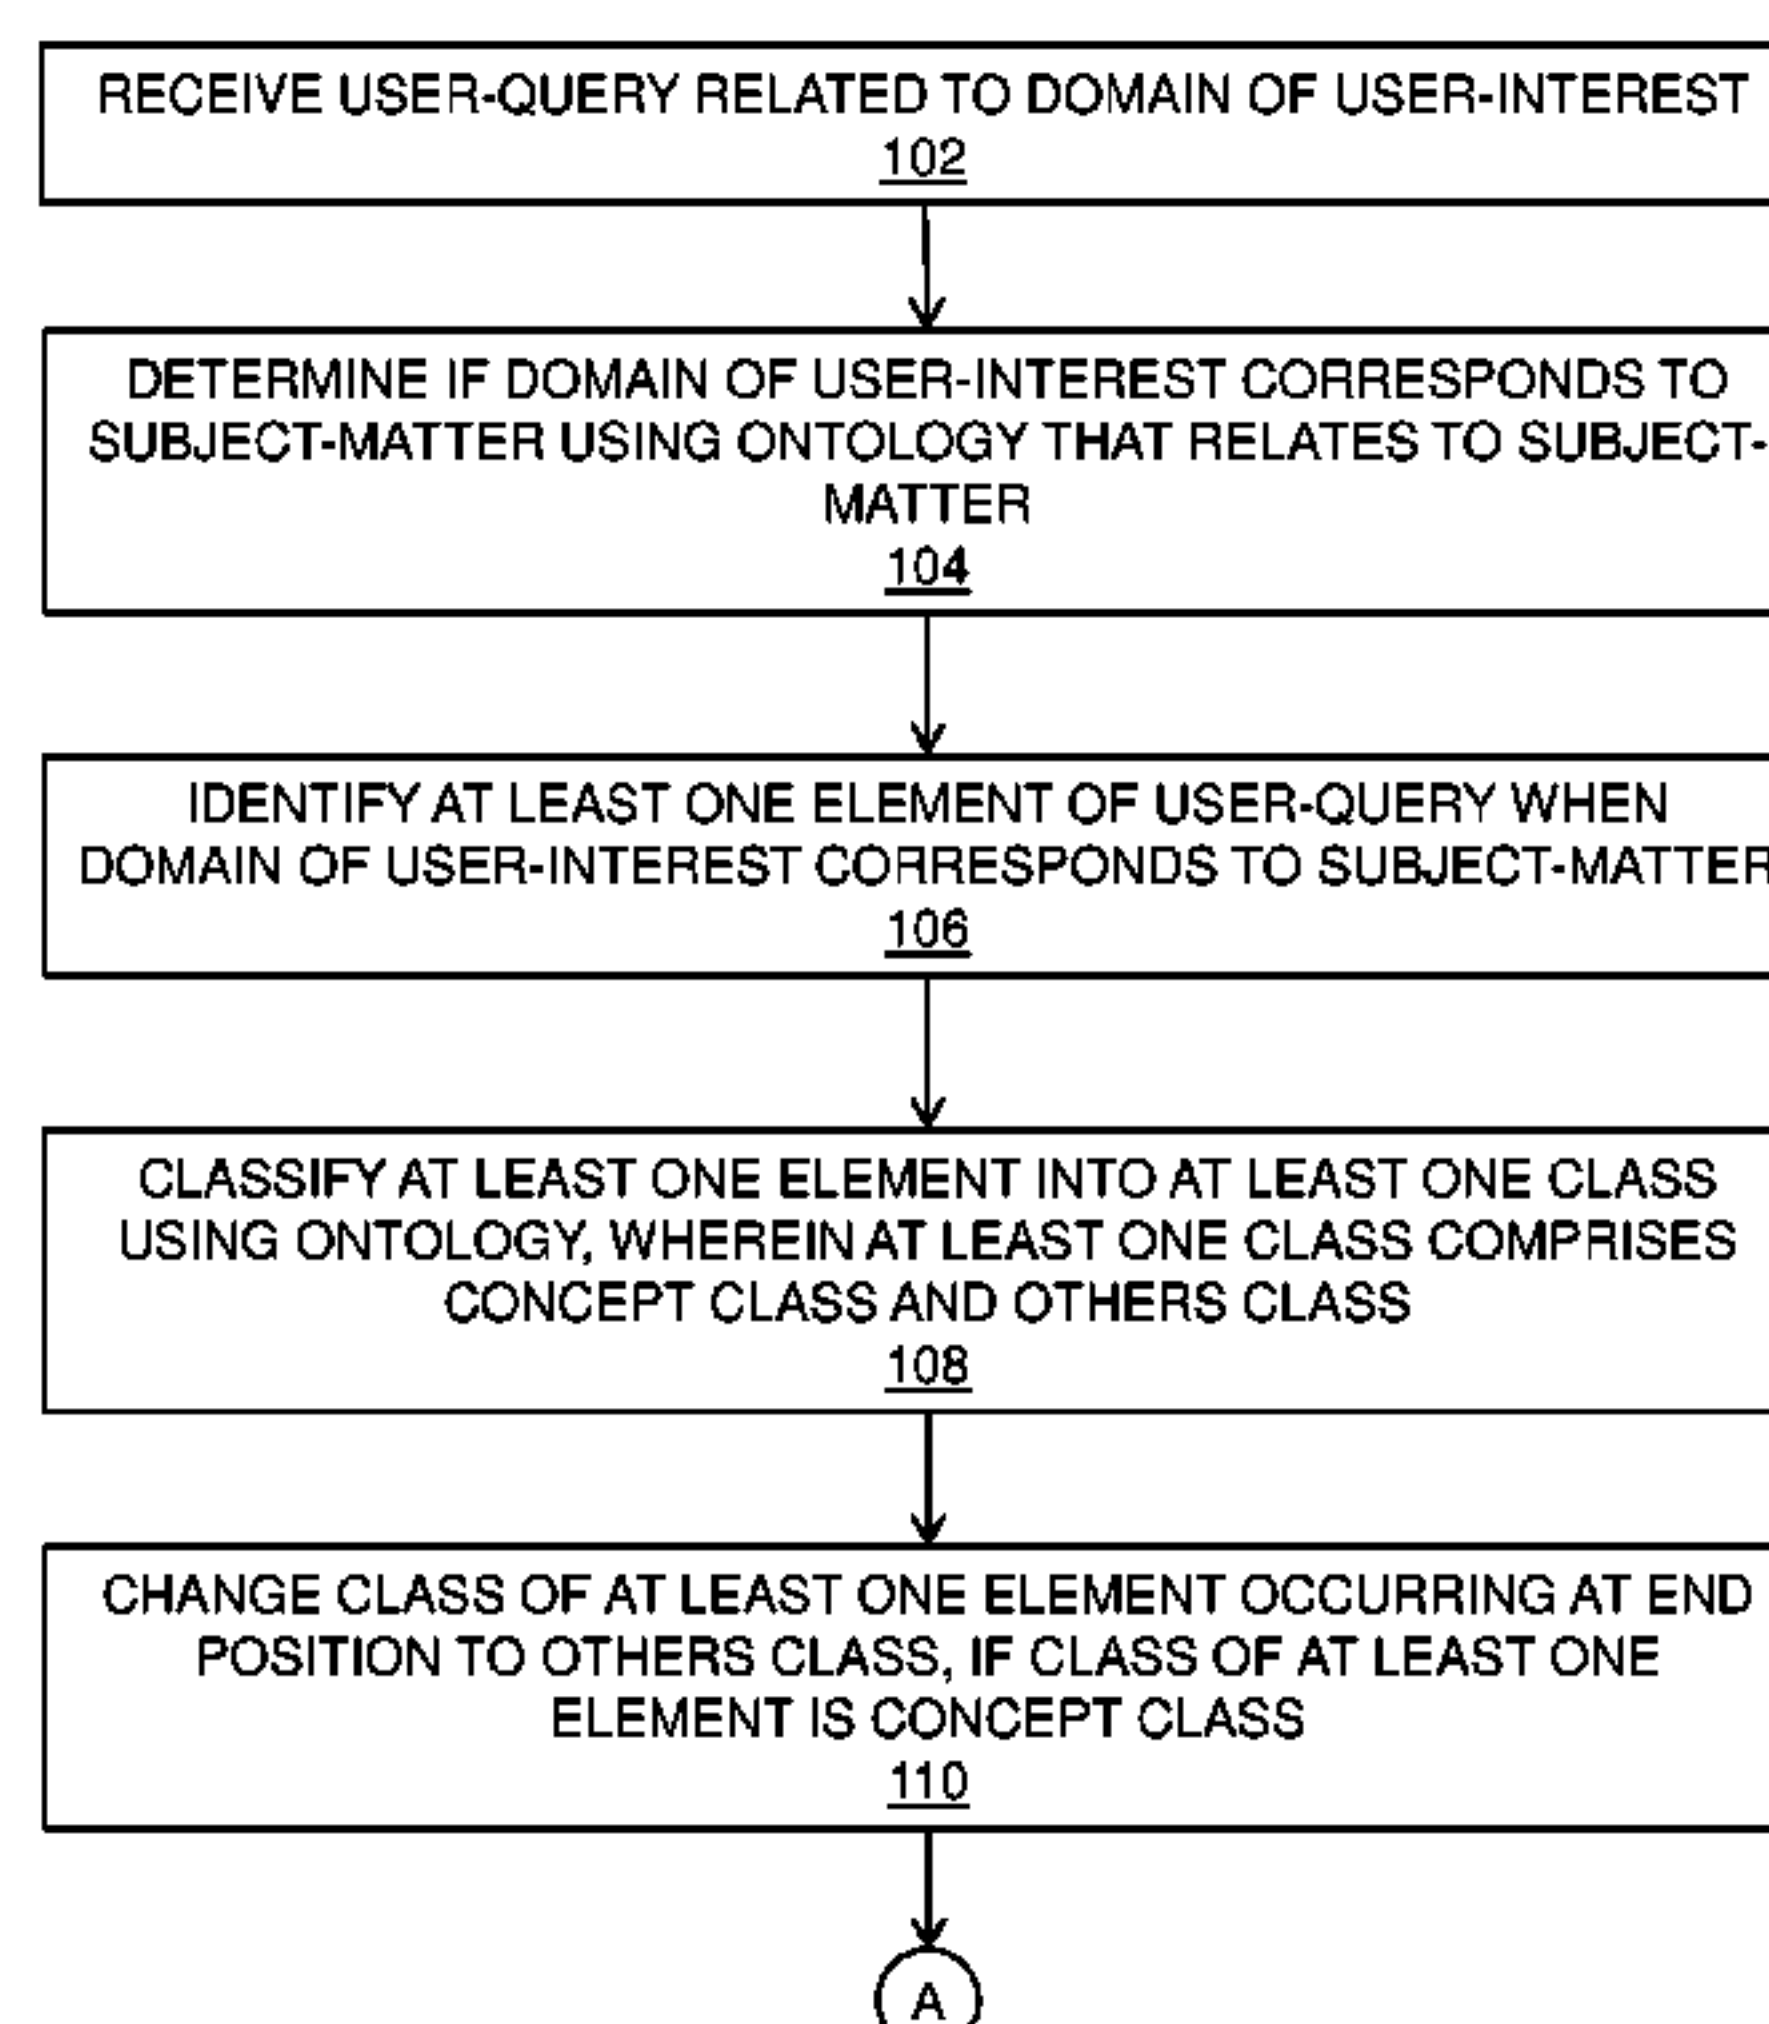 RECEIVE USER-QUERY RELATED TO DOMAIN OF USER-INTEREST
102
DETERMINE IF DOMAIN OF USER-INTEREST CORRESPONDS TO
SUBJECT-MATTER USING ONTOLOGY THAT RELATES TO SUBJECT-
MATTER
104
IDENTIFY AT LEAST ONE ELEMENT OF USER-QUERY WHEN
DOMAIN OF USER-INTEREST CORRESPONDS TO SUBJECT-MATTER
106
CLASSIFY AT LEAST ONE ELEMENT INTO AT LEAST ONE CLASS
USING ONTOLOGY, WHEREIN AT LEAST ONE CLASS COMPRISES
CONCEPT CLASS AND OTHERS CLASS
108
CHANGE CLASS OF AT LEAST ONE ELEMENT OCCURRING AT END
POSITION TO OTHERS CLASS, IF CLASS OF AT LEAST ONE
ELEMENT IS CONCEPT CLASS
110
A